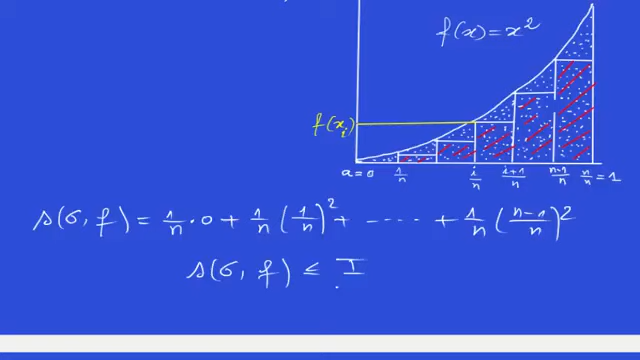 f(x) = x²
f(xᵢ)
a=0 1/n i/n (i+1)/n (n-1)/n n/n = 1
s(σ, f) = 1/n · 0 + 1/n (1/n)² + ---- + 1/n ((n-1)/n)²
s(σ, f) ≤ I